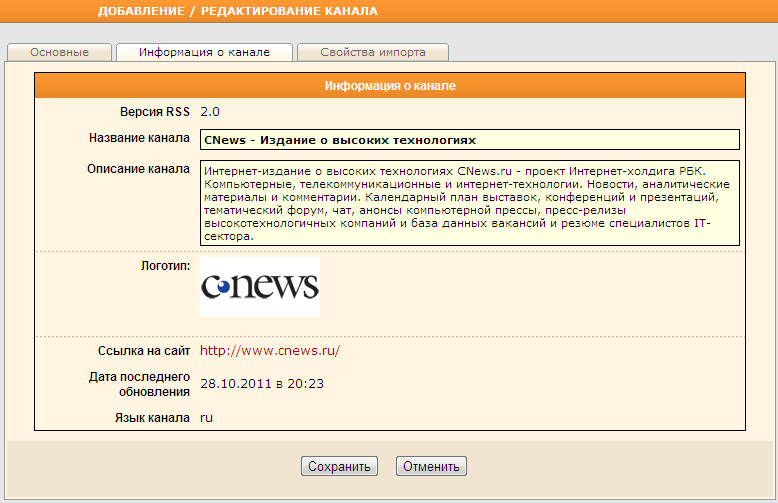 ДОБАВЛЕНИЕ / РЕДАКТИРОВАНИЕ КАНАЛА
Основные Информация о канале Свойства импорта
Информация о канале
Версия RSS 2.0
Название канала CNews - Издание о высоких технологиях
Описание канала Интернет-издание о высоких технологиях CNews.ru - проект Интернет-холдига РБК.
Компьютерные, телекоммуникационные и интернет-технологии. Новости, аналитические
материалы и комментарии. Календарный план выставок, конференций и презентаций,
тематический форум, чат, анонсы компьютерной прессы, пресс-релизы
высокотехнологичных компаний и база данных вакансий и резюме специалистов IT-
сектора.
Логотип: cnews
Ссылка на сайт http://www.cnews.ru/
Дата последнего
обновления 28.10.2011 в 20:23
Язык канала ru
Сохранить Отменить